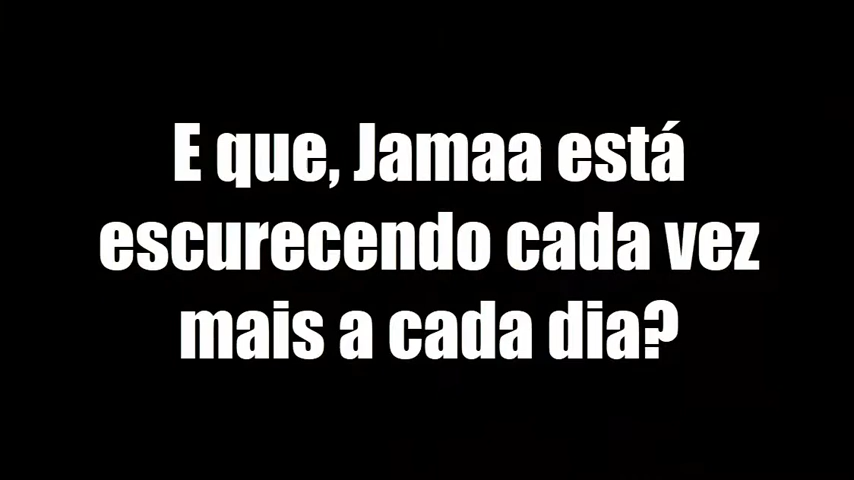 E que, Jamaa está
escurecendo cada vez
mais a cada dia?